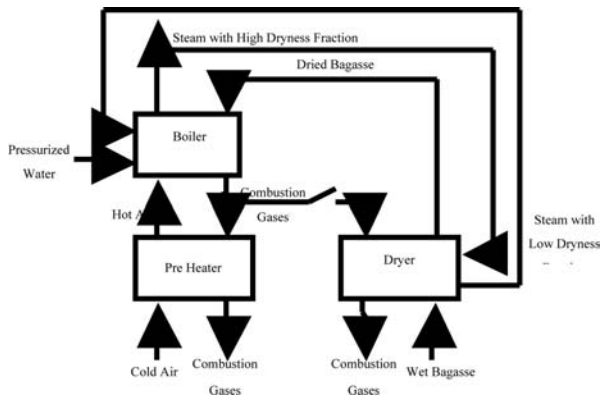 Steam with High Dryness Fraction
Dried Bagasse
Boiler
Pressurized
Water
Combustion
Gases
Hot
Steam with
Low Dryness
Pre Heater
Dryer
Cold Air
Combustion
Gases
Combustion
Gases
Wet Bagasse